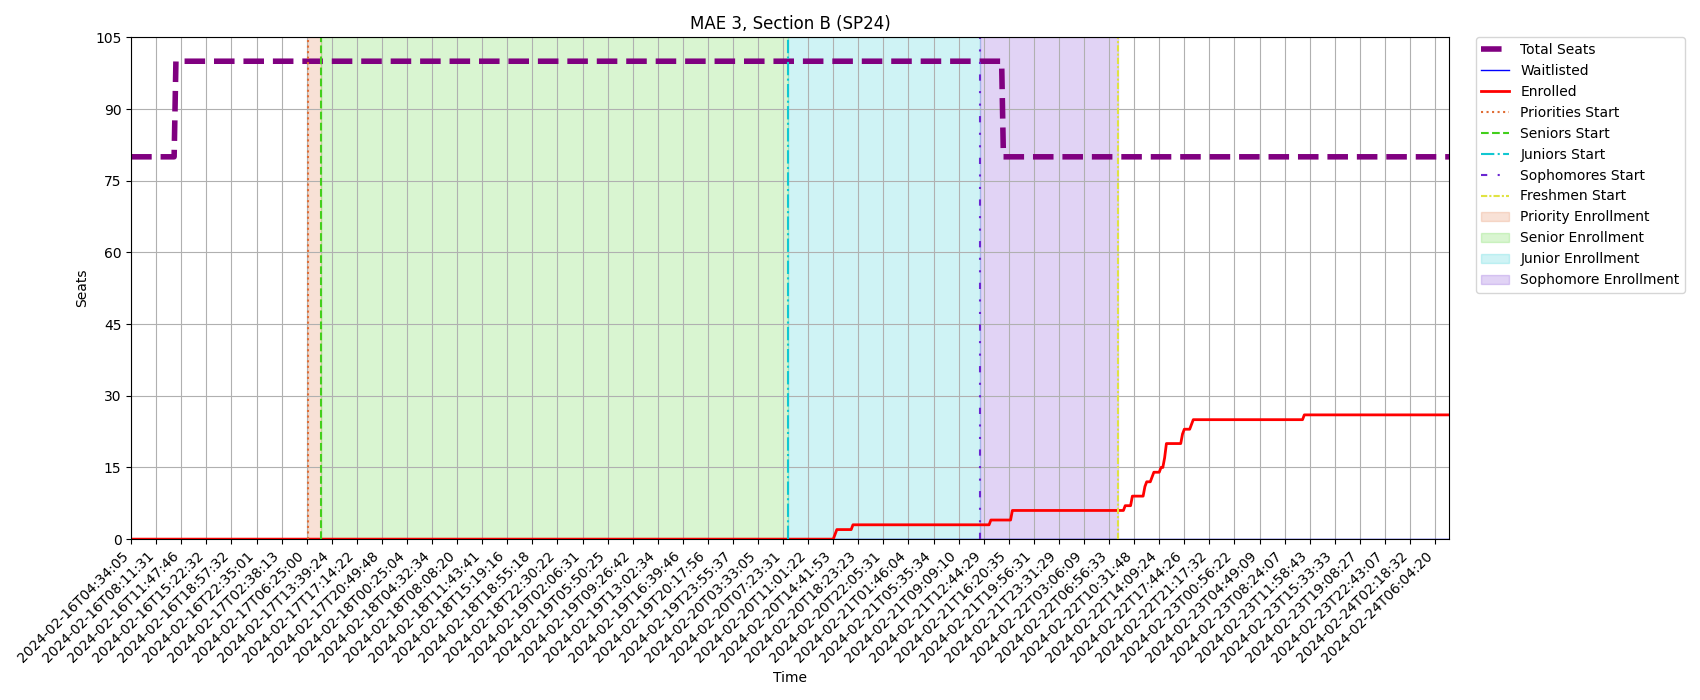 MAE 3, Section B (SP24)
105
90
75
60
45
30
15
0
Seats
2024-02-16T04:34:05
2024-02-16T08:11:31
2024-02-16T11:47:46
2024-02-16T15:22:32
2024-02-16T18:57:32
2024-02-16T22:35:01
2024-02-17T02:38:13
2024-02-17T06:25:00
2024-02-17T13:39:24
2024-02-17T17:14:22
2024-02-17T20:49:48
2024-02-18T00:25:04
2024-02-18T04:32:34
2024-02-18T08:08:20
2024-02-18T11:43:41
2024-02-18T15:19:16
2024-02-18T18:55:18
2024-02-18T22:30:22
2024-02-19T02:06:31
2024-02-19T05:50:25
2024-02-19T09:26:42
2024-02-19T13:02:34
2024-02-19T16:39:46
2024-02-19T20:17:56
2024-02-19T23:55:37
2024-02-20T03:33:05
2024-02-20T07:23:31
2024-02-20T11:01:22
2024-02-20T14:41:53
2024-02-20T18:23:23
2024-02-20T22:05:31
2024-02-21T01:46:04
2024-02-21T05:35:34
2024-02-21T09:09:10
2024-02-21T12:44:29
2024-02-21T16:20:35
2024-02-21T19:56:31
2024-02-21T23:31:29
2024-02-22T03:06:09
2024-02-22T06:56:33
2024-02-22T10:31:48
2024-02-22T14:09:24
2024-02-22T17:44:26
2024-02-22T21:17:32
2024-02-23T00:56:22
2024-02-23T04:49:09
2024-02-23T08:24:07
2024-02-23T11:58:43
2024-02-23T15:33:33
2024-02-23T19:08:27
2024-02-23T22:43:07
2024-02-24T02:18:32
2024-02-24T06:04:20
Time
Total Seats
Waitlisted
Enrolled
Priorities Start
Seniors Start
Juniors Start
Sophomores Start
Freshmen Start
Priority Enrollment
Senior Enrollment
Junior Enrollment
Sophomore Enrollment